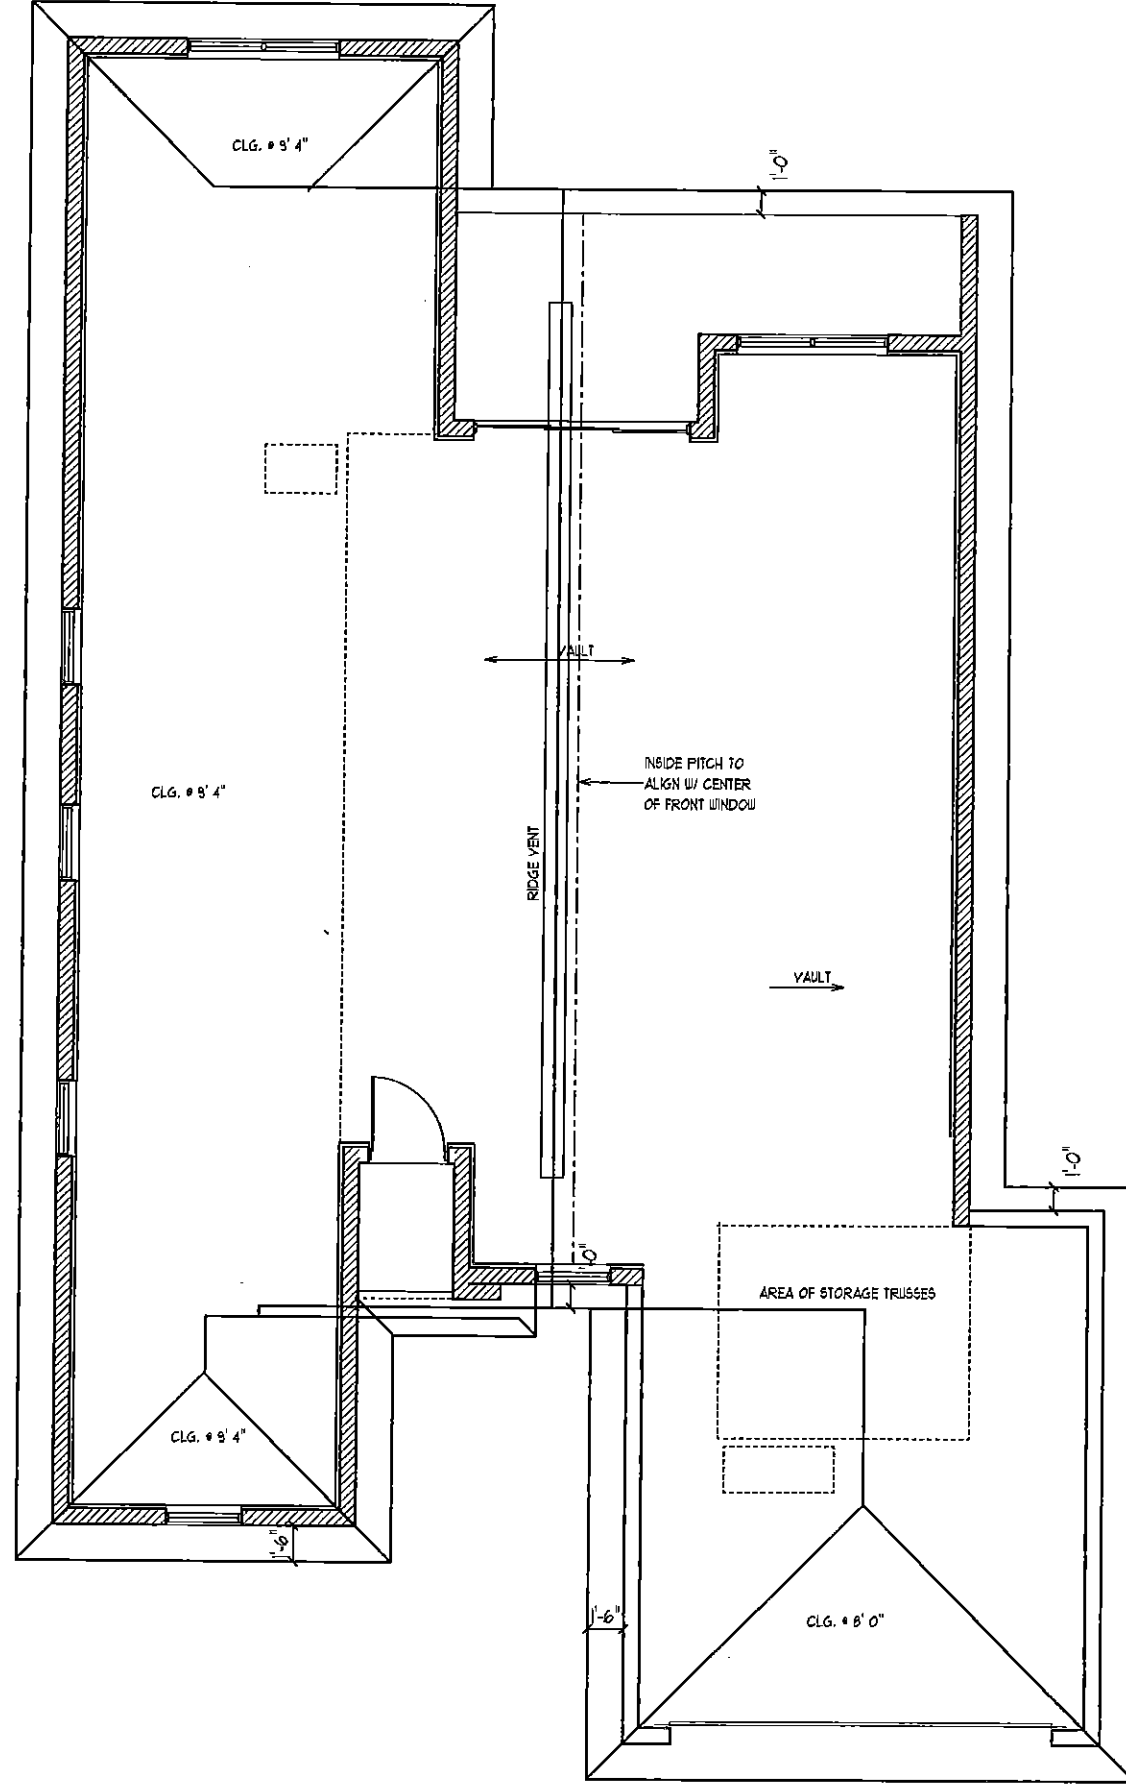 CLG. @ 9' 4"
1'-0"
VAULT
INSIDE PITCH TO
ALIGN W/ CENTER
OF FRONT WINDOW
CLG. @ 9' 4"
RIDGE VENT
VAULT
1'-0"
0"
AREA OF STORAGE TRUSSES
CLG. @ 9' 4"
1'-6"
1'-6"
CLG. @ 8' 0"